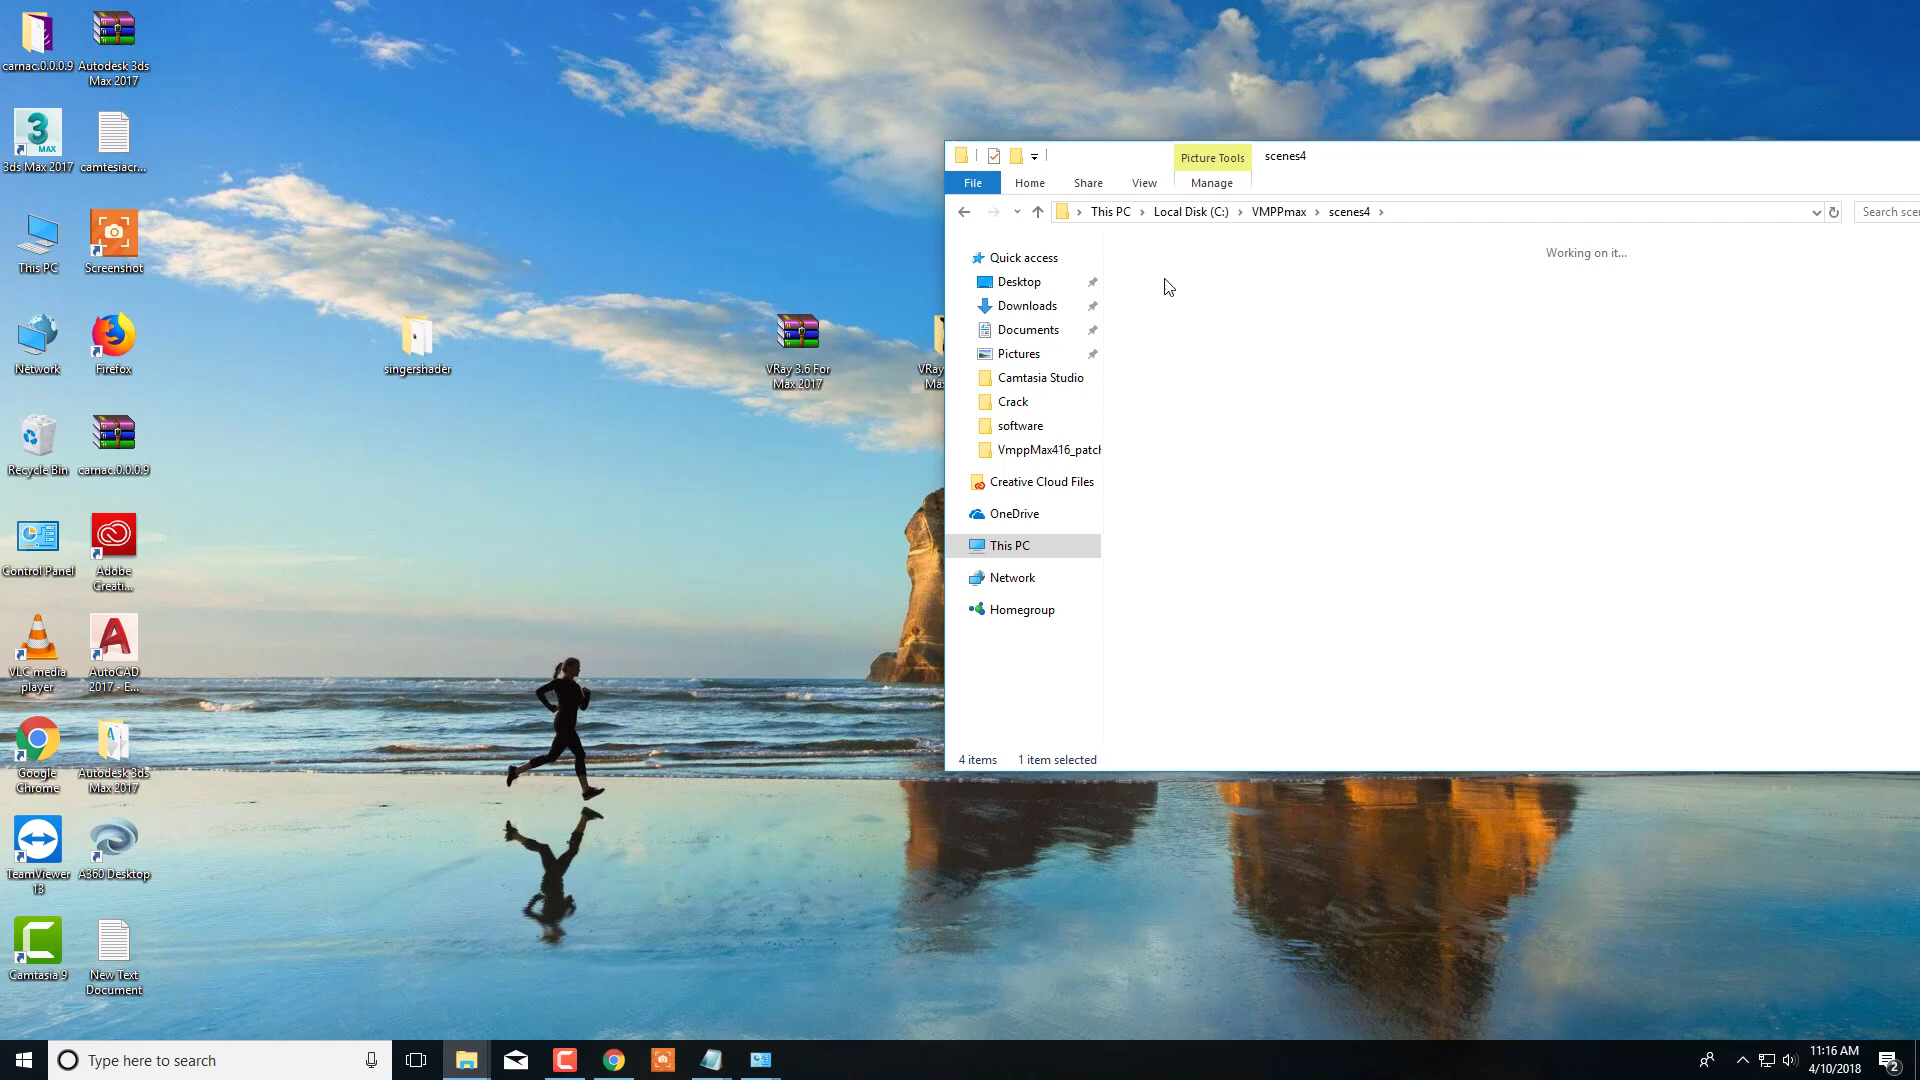 carnac.0.0.0.9
Autodesk 3ds
Max 2017
3ds Max 2017
camtesiacr...
This PC
Screenshot
Network
Firefox
singershader
VRay 3.6 For
Max 2017
VRay
Max
Recycle Bin
carnac.0.0.0.9
Control Panel
Adobe
Creati...
VLC media
player
AutoCAD
2017 - E...
Google
Chrome
Autodesk 3ds
Max 2017
TeamViewer
13
A360 Desktop
Camtasia 9
New Text
Document
Picture Tools
scenes4
File
Home
Share
View
Manage
This PC
Local Disk (C:)
VMPPmax
scenes4
Search scen
Working on it...
Quick access
Desktop
Downloads
Documents
Pictures
Camtasia Studio
Crack
software
VmppMax416_patch
Creative Cloud Files
OneDrive
This PC
Network
Homegroup
4 items
1 item selected
Type here to search
11:16 AM
4/10/2018
2